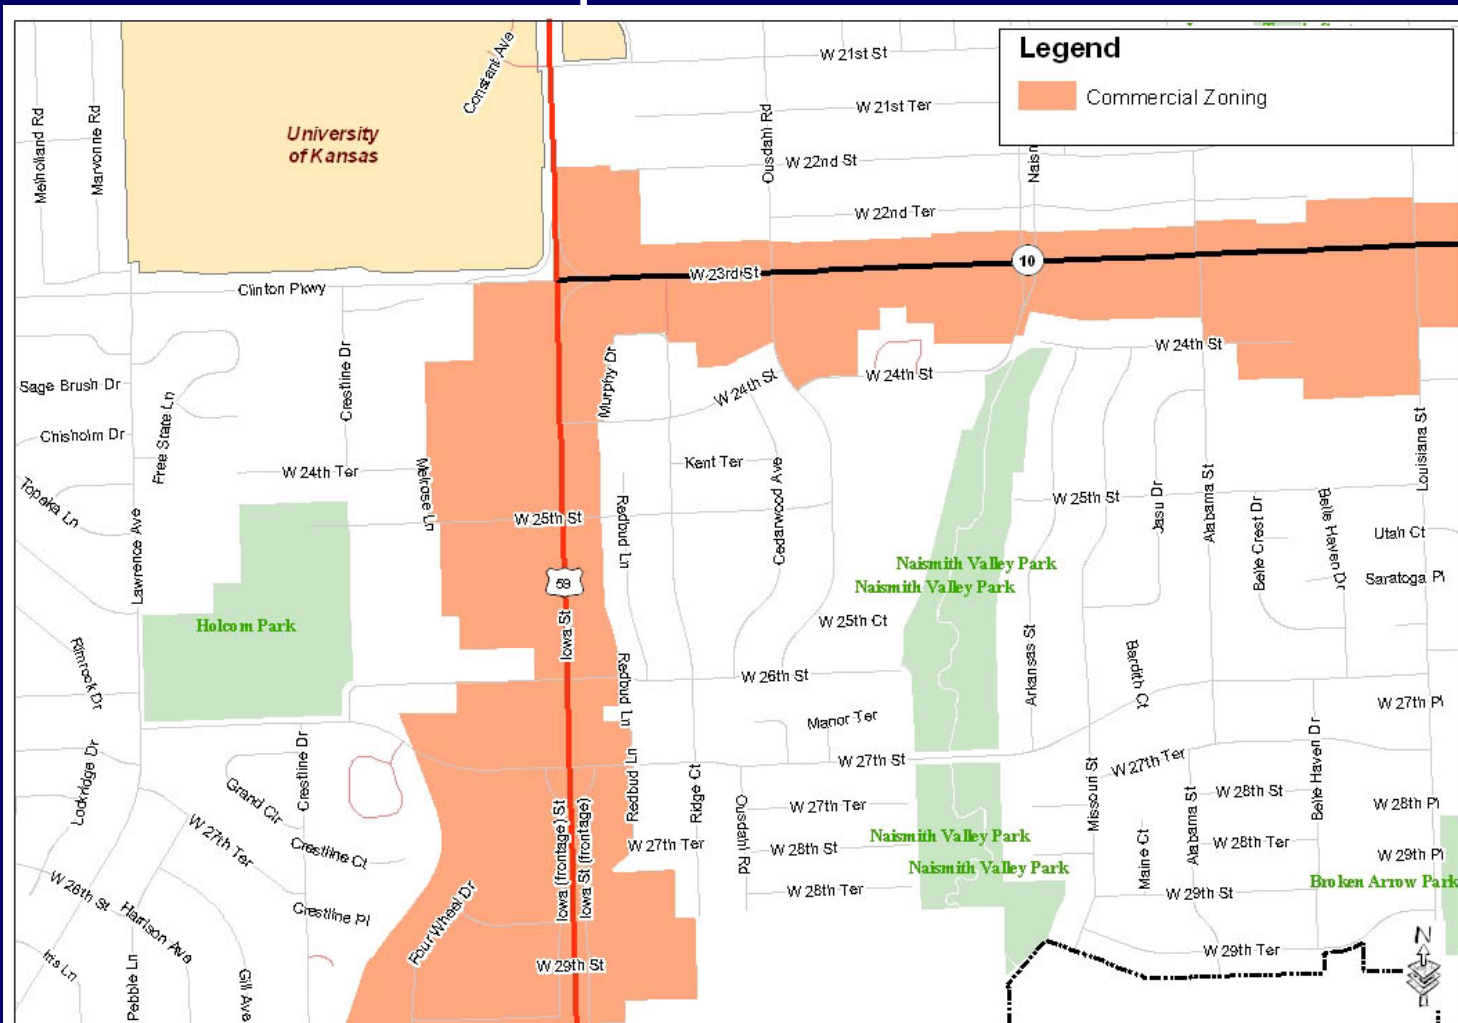 Legend
Commercial Zoning
University
of Kansas
Constant Ave
W 21st St
W 21st Ter
W 22nd St
W 22nd Ter
Melholland Rd
Marvonne Rd
Ousdahl Rd
Naism
10
W 23rd St
Clinton Pkwy
Crestline Dr
Murphy Dr
W 24th St
W 24th St
W 24th St
Sage Brush Dr
Free State Ln
Chisholm Dr
W 24th Ter
Melrose Ln
Topeka Ln
Lawrence Ave
Kent Ter
Cedarwood Ave
Redbud Ln
W 25th St
W 25th St
Jasu Dr
Alabama St
Belle Crest Dr
Belle Haven Dr
Louisiana St
Utah Ct
Saratoga Pl
59
Iowa St
Naismith Valley Park
Naismith Valley Park
Holcom Park
W 25th Ct
Arkansas St
Bardith Ct
Rimrock Dr
Redbud Ln
W 26th St
W 27th Pl
Manor Ter
Lockridge Dr
Crestline Dr
Redbud Ln
Ridge Ct
Ousdahl Rd
W 27th St
W 27th Ter
Missouri St
Belle Haven Dr
Grand Cir
W 27th Ter
Crestline Ct
Iowa (frontage) St
Iowa St (frontage)
W 27th Ter
W 27th Ter
W 28th St
W 28th Ter
Naismith Valley Park
Naismith Valley Park
Maine Ct
Alabama St
W 28th St
W 28th Ter
W 28th Pl
W 29th Pl
Broken Arrow Park
W 29th St
W 28th St
Harrison Ave
Crestline Pl
Four Wheel Dr
W 29th St
W 29th Ter
Iris Ln
Pebble Ln
Gill Ave
N